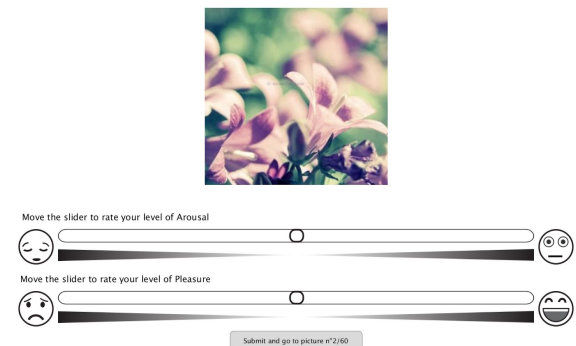 Move the slider to rate your level of Arousal
Move the slider to rate your level of Pleasure
Submit and go to picture n°2/60